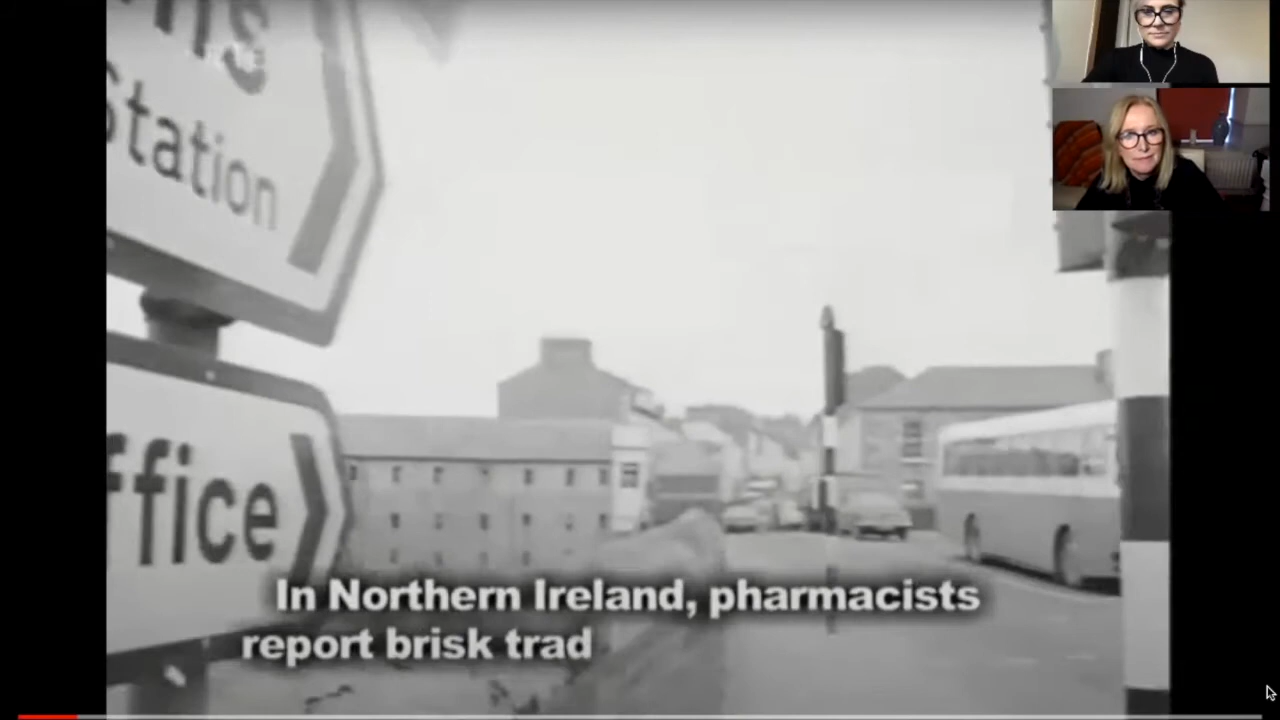 Station
ffice
In Northern Ireland, pharmacists
report brisk trad